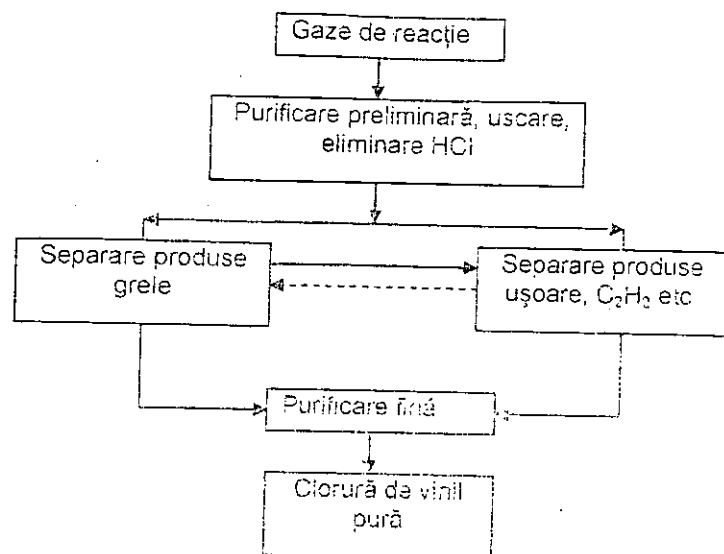 Gaze de reacție
Purificare preliminară, uscare,
eliminare HCl
Separare produse
grele
Separare produse
ușoare, C₂H₂ etc
Purificare fină
Clorură de vinil
pură